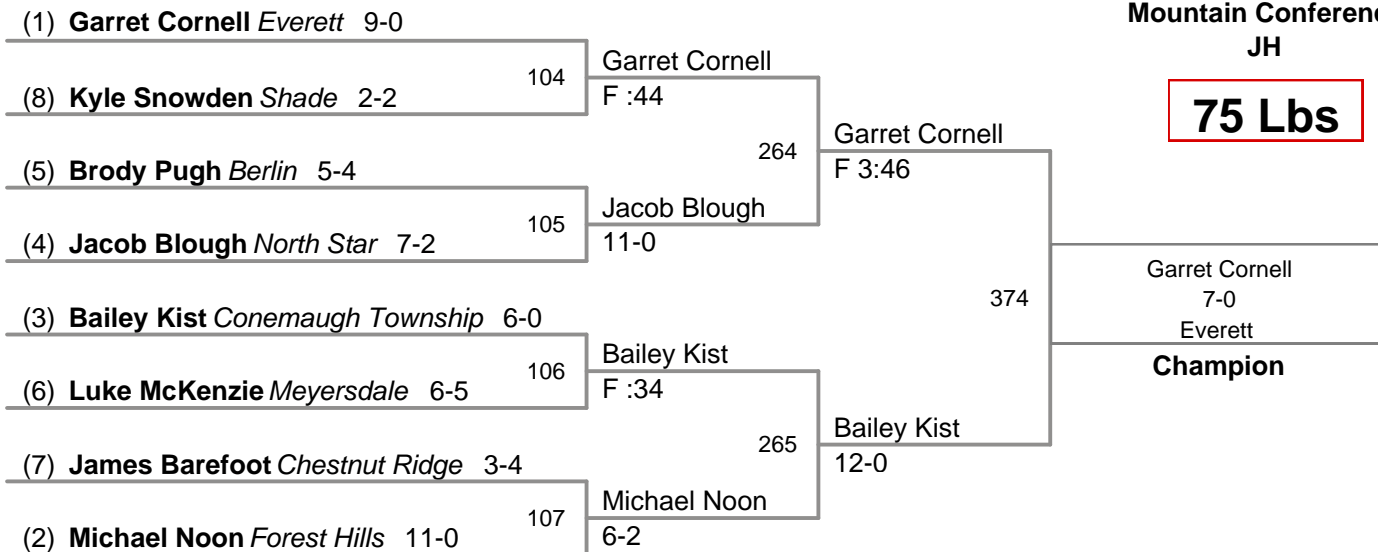 (1) Garret Cornell Everett 9-0
(8) Kyle Snowden Shade 2-2
(5) Brody Pugh Berlin 5-4
(4) Jacob Blough North Star 7-2
(3) Bailey Kist Conemaugh Township 6-0
(6) Luke McKenzie Meyersdale 6-5
(7) James Barefoot Chestnut Ridge 3-4
(2) Michael Noon Forest Hills 11-0
104
105
106
107
Garret Cornell
F :44
Jacob Blough
11-0
Bailey Kist
F :34
Michael Noon
6-2
264
265
Garret Cornell
F 3:46
Bailey Kist
12-0
374
Mountain Conferen
JH
75 Lbs
Garret Cornell
7-0
Everett
Champion